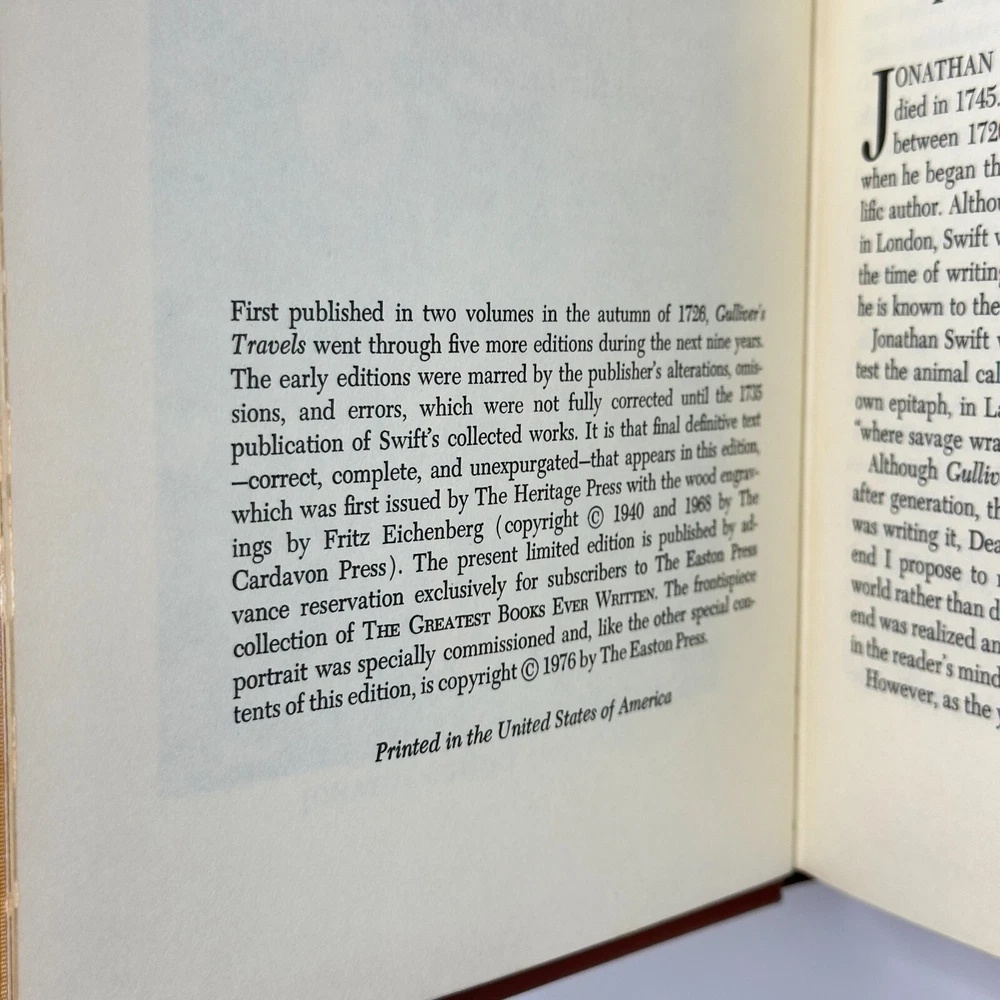 First published in two volumes in the autumn of 1726, Gulliver's
Travels went through five more editions during the next nine years.
The early editions were marred by the publisher's alterations, omis-
sions, and errors, which were not fully corrected until the 1735
publication of Swift's collected works. It is that final definitive text
—correct, complete, and unexpurgated—that appears in this edition,
which was first issued by The Heritage Press with the wood engrav-
ings by Fritz Eichenberg (copyright © 1940 and 1968 by The
Cardavon Press). The present limited edition is published by ad-
vance reservation exclusively for subscribers to The Easton Press
collection of THE GREATEST BOOKS EVER WRITTEN. The frontispiece
portrait was specially commissioned and, like the other special con-
tents of this edition, is copyright © 1976 by The Easton Press.
Printed in the United States of America
JONATHAN
died in 1745.
between 172
when he began th
lific author. Althou
in London, Swift
the time of writing
he is known to the
Jonathan Swift
test the animal cal
own epitaph, in La
"where savage wra
Although Gulliv
after generation, th
was writing it, Dea
end I propose to
world rather than d
end was realized an
in the reader's mind
However, as the y